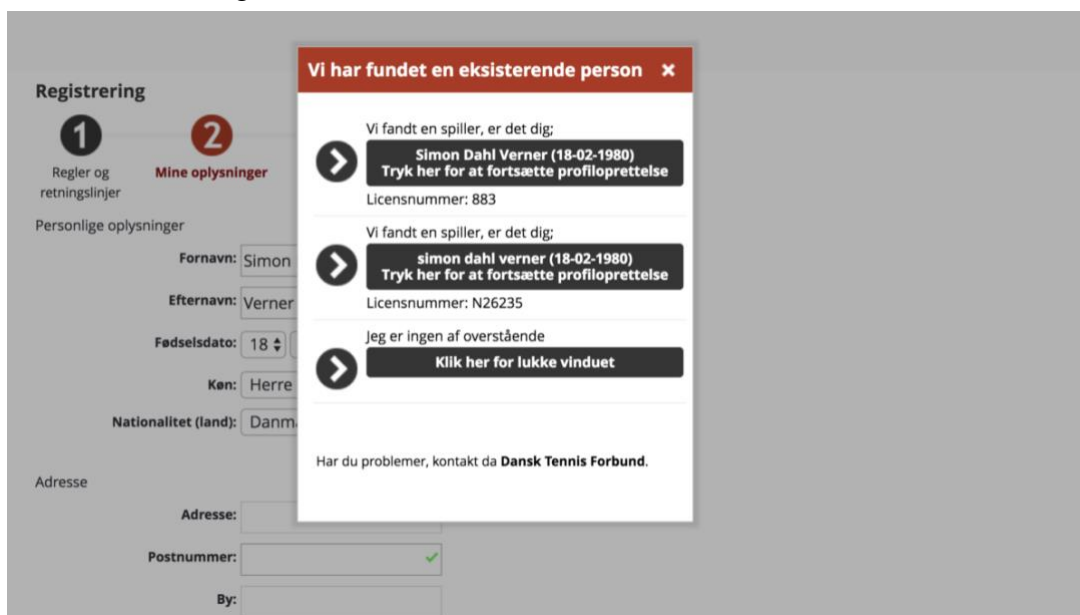 Vi har fundet en eksisterende person ×
Registrering
1
2
Regler og
retningslinjer
Mine oplysninger
Vi fandt en spiller, er det dig;
Simon Dahl Verner (18-02-1980)
Tryk her for at fortsætte profiloprettelse
Licensnummer: 883
Vi fandt en spiller, er det dig;
simon dahl verner (18-02-1980)
Tryk her for at fortsætte profiloprettelse
Licensnummer: N26235
Jeg er ingen af overstående
Klik her for lukke vinduet
Har du problemer, kontakt da Dansk Tennis Forbund.
Personlige oplysninger
Fornavn: Simon
Efternavn: Verner
Fødselsdato: 18
Køn: Herre
Nationalitet (land): Danm
Adresse
Adresse:
Postnummer:
By: